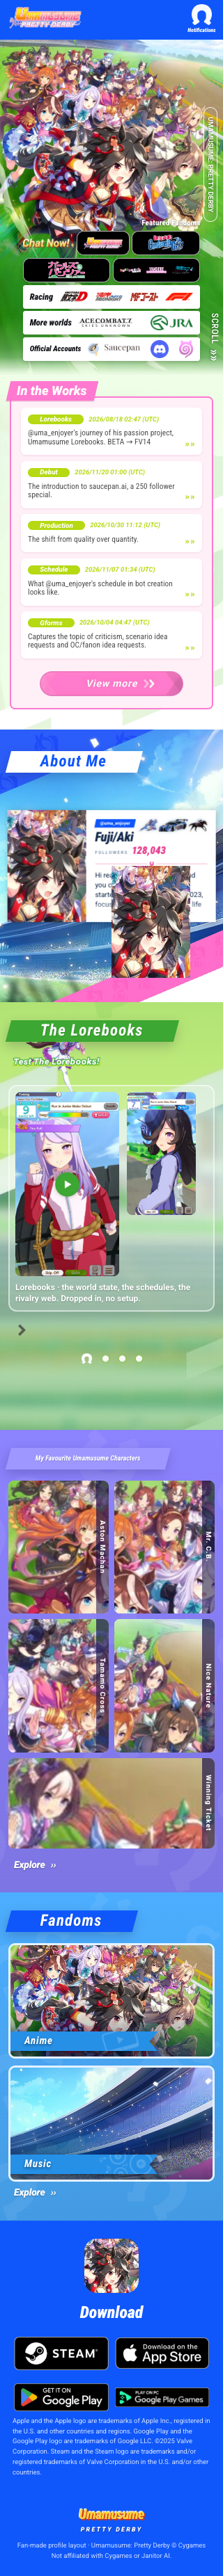 Umamusume
PRETTY DERBY
Notifications
UMAMUSUME: PRETTY DERBY
Chat Now!
Racing
More worlds
ACE COMBAT 7
SKIES UNKNOWN
JRA
Official Accounts
Saucepan
SCROLL
In the Works
Lorebooks
2026/08/18 02:47 (UTC)
@uma_enjoyer's journey of his passion project,
Umamusume Lorebooks. BETA → FV14
Debut
2026/11/20 01:00 (UTC)
The introduction to saucepan.ai, a 250 follower
special.
Production
2026/10/30 11:12 (UTC)
The shift from quality over quantity.
Schedule
2026/11/07 01:34 (UTC)
What @uma_enjoyer's schedule in bot creation
looks like.
Gforms
2026/10/04 04:47 (UTC)
Captures the topic of criticism, scenario idea
requests and OC/fanon idea requests.
View more
About Me
@uma_enjoyer
Fuji/Aki
FOLLOWERS 128,043
The Lorebooks
Test The Lorebooks!
Lorebooks - the world state, the schedules, the
rivalry web. Dropped in, no setup.
My Favourite Umamusume Characters
Aston Machan
Mr. C.B.
Tamamo Cross
Nice Nature
Winning Ticket
Explore
Fandoms
Anime
Music
Explore
Download
STEAM
Download on the
App Store
GET IT ON
Google Play
PLAY ON PC
Google Play Games
Apple and the Apple logo are trademarks of Apple Inc., registered in
the U.S. and other countries and regions. Google Play and the
Google Play logo are trademarks of Google LLC. ©2025 Valve
Corporation. Steam and the Steam logo are trademarks and/or
registered trademarks of Valve Corporation in the U.S. and/or other
countries.
Umamusume
PRETTY DERBY
Fan-made profile layout · Umamusume: Pretty Derby © Cygames
Not affiliated with Cygames or Janitor AI.